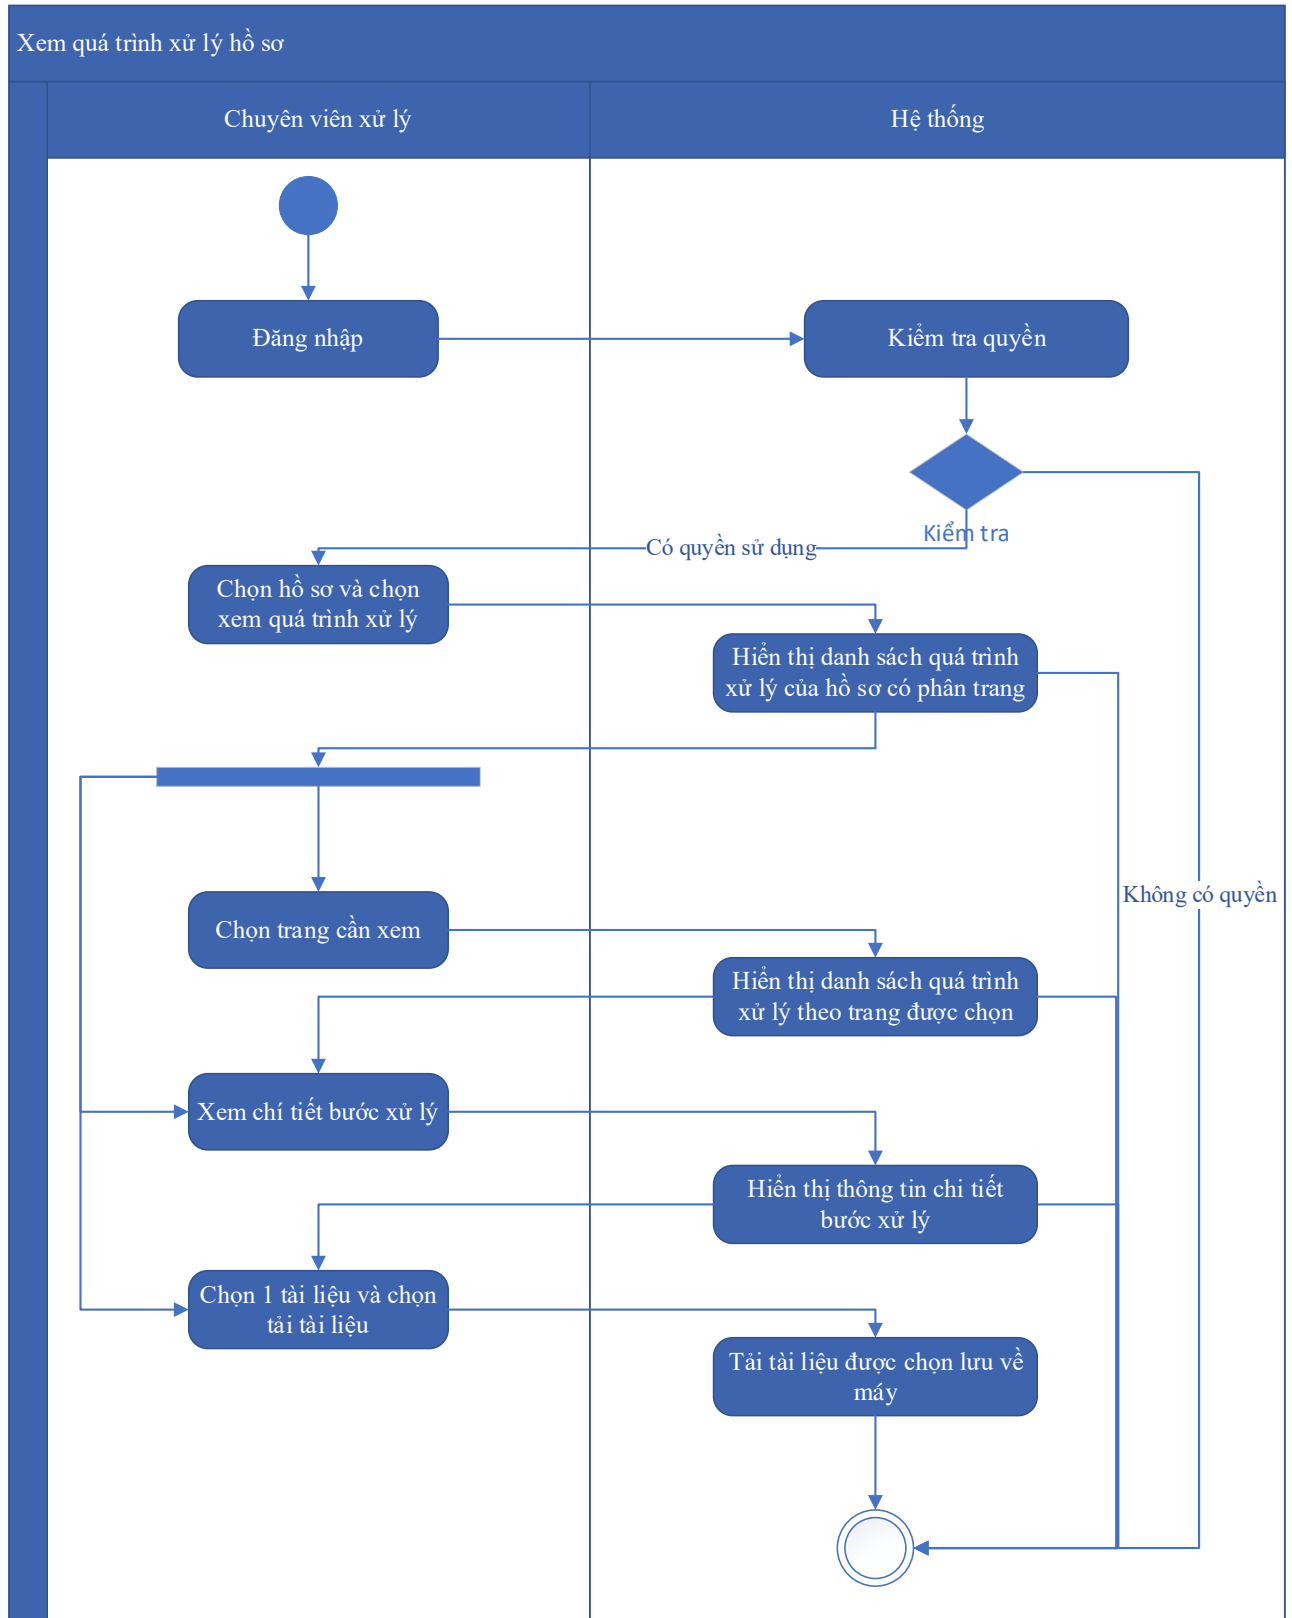 Xem quá trình xử lý hồ sơ
Chuyên viên xử lý
Hệ thống
Đăng nhập
Kiểm tra quyền
Kiểm tra
Có quyền sử dụng
Chọn hồ sơ và chọn
xem quá trình xử lý
Hiển thị danh sách quá trình
xử lý của hồ sơ có phân trang
Không có quyền
Chọn trang cần xem
Hiển thị danh sách quá trình
xử lý theo trang được chọn
Xem chí tiết bước xử lý
Hiển thị thông tin chi tiết
bước xử lý
Chọn 1 tài liệu và chọn
tải tài liệu
Tải tài liệu được chọn lưu về
máy